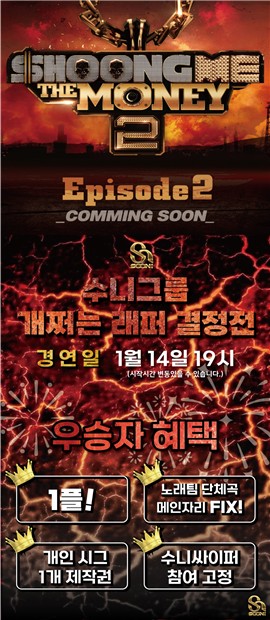 SHOONG ME
THE MONEY
2
Episode2
_COMMING SOON_
SOONI
수니그룹
개쩌는 래퍼 결정전
경연일 1월 14일 19시
(시작시간 변동있을 수 있습니다.)
우승자 혜택
1플!
노래팀 단체곡
메인자리 FIX!
개인 시그
1개 제작권
수니싸이퍼
참여 고정
SOONI